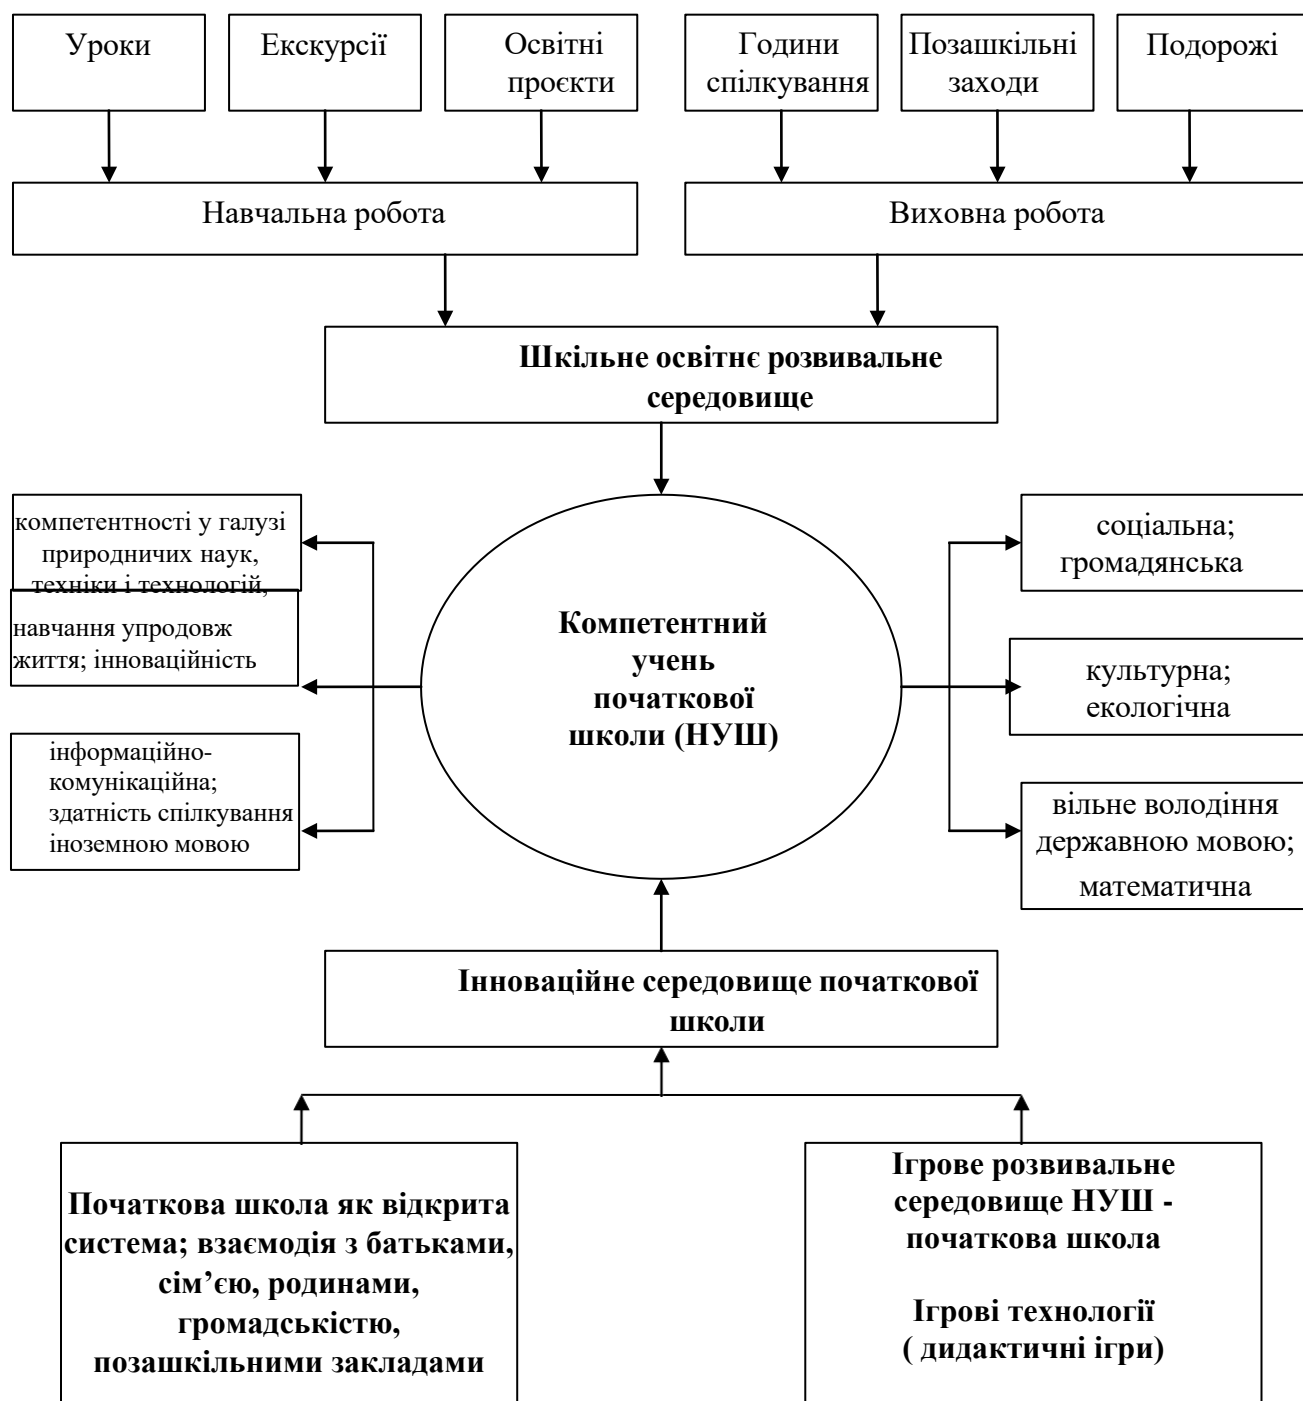 Уроки
Екскурсії
Освітні
проєкти
Години
спілкування
Позашкільні
заходи
Подорожі
Навчальна робота
Виховна робота
Шкільне освітнє розвивальне
середовище
компетентності у галузі
природничих наук,
техніки і технологій,
навчання упродовж
життя; інноваційність
інформаційно-
комунікаційна;
здатність спілкування
іноземною мовою
Компетентний
учень
початкової
школи (НУШ)
соціальна;
громадянська
культурна;
екологічна
вільне володіння
державною мовою;
математична
Інноваційне середовище початкової
школи
Початкова школа як відкрита
система; взаємодія з батьками,
сім’єю, родинами,
громадськістю,
позашкільними закладами
Ігрове розвивальне
середовище НУШ -
початкова школа
Ігрові технології
( дидактичні ігри)